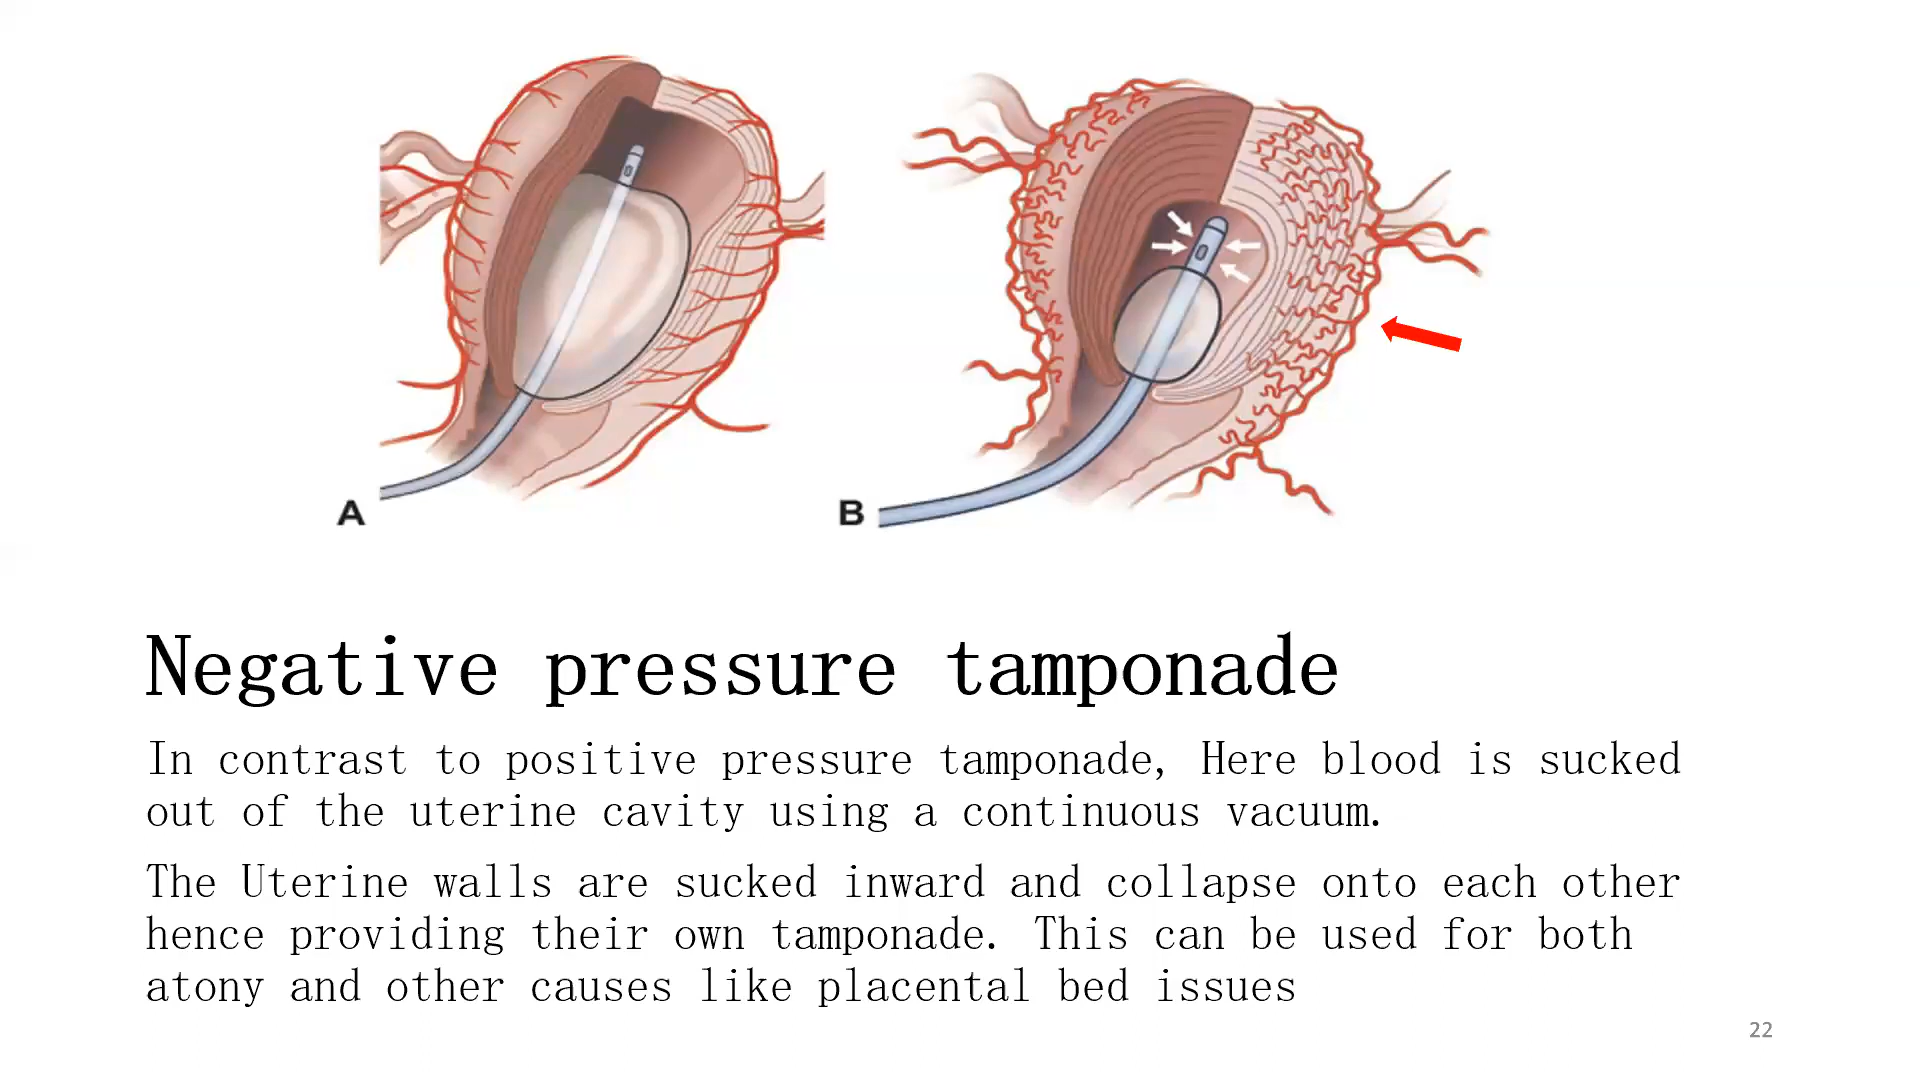 A
B
Negative pressure tamponade
In contrast to positive pressure tamponade, Here blood is sucked
out of the uterine cavity using a continuous vacuum.
The Uterine walls are sucked inward and collapse onto each other
hence providing their own tamponade. This can be used for both
atony and other causes like placental bed issues
22